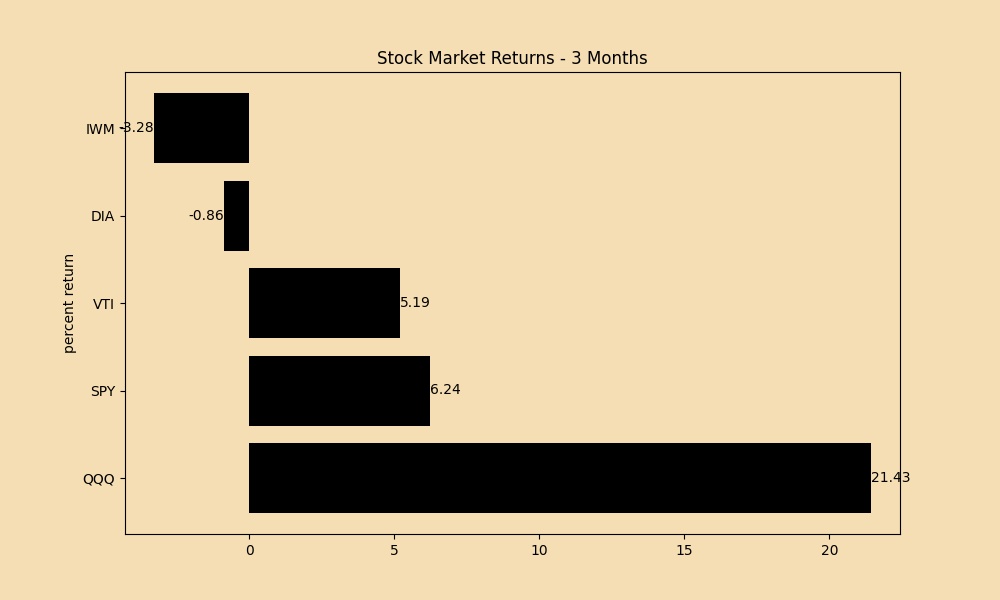 Stock Market Returns - 3 Months
IWM -3.28
DIA -0.86
VTI 5.19
SPY 6.24
QQQ 21.43
percent return
0 5 10 15 20